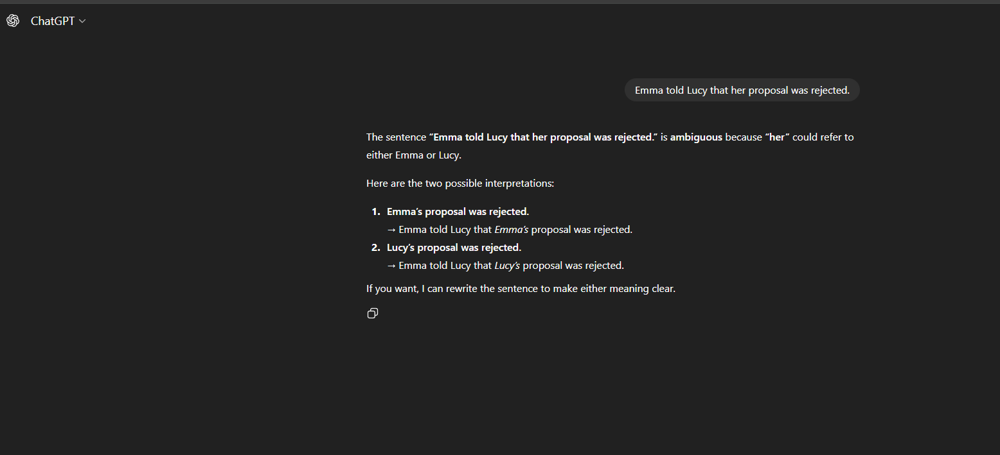 ChatGPT
Emma told Lucy that her proposal was rejected.
The sentence “Emma told Lucy that her proposal was rejected.” is ambiguous because “her” could refer to
either Emma or Lucy.
Here are the two possible interpretations:
1. Emma’s proposal was rejected.
→ Emma told Lucy that Emma’s proposal was rejected.
2. Lucy’s proposal was rejected.
→ Emma told Lucy that Lucy’s proposal was rejected.
If you want, I can rewrite the sentence to make either meaning clear.